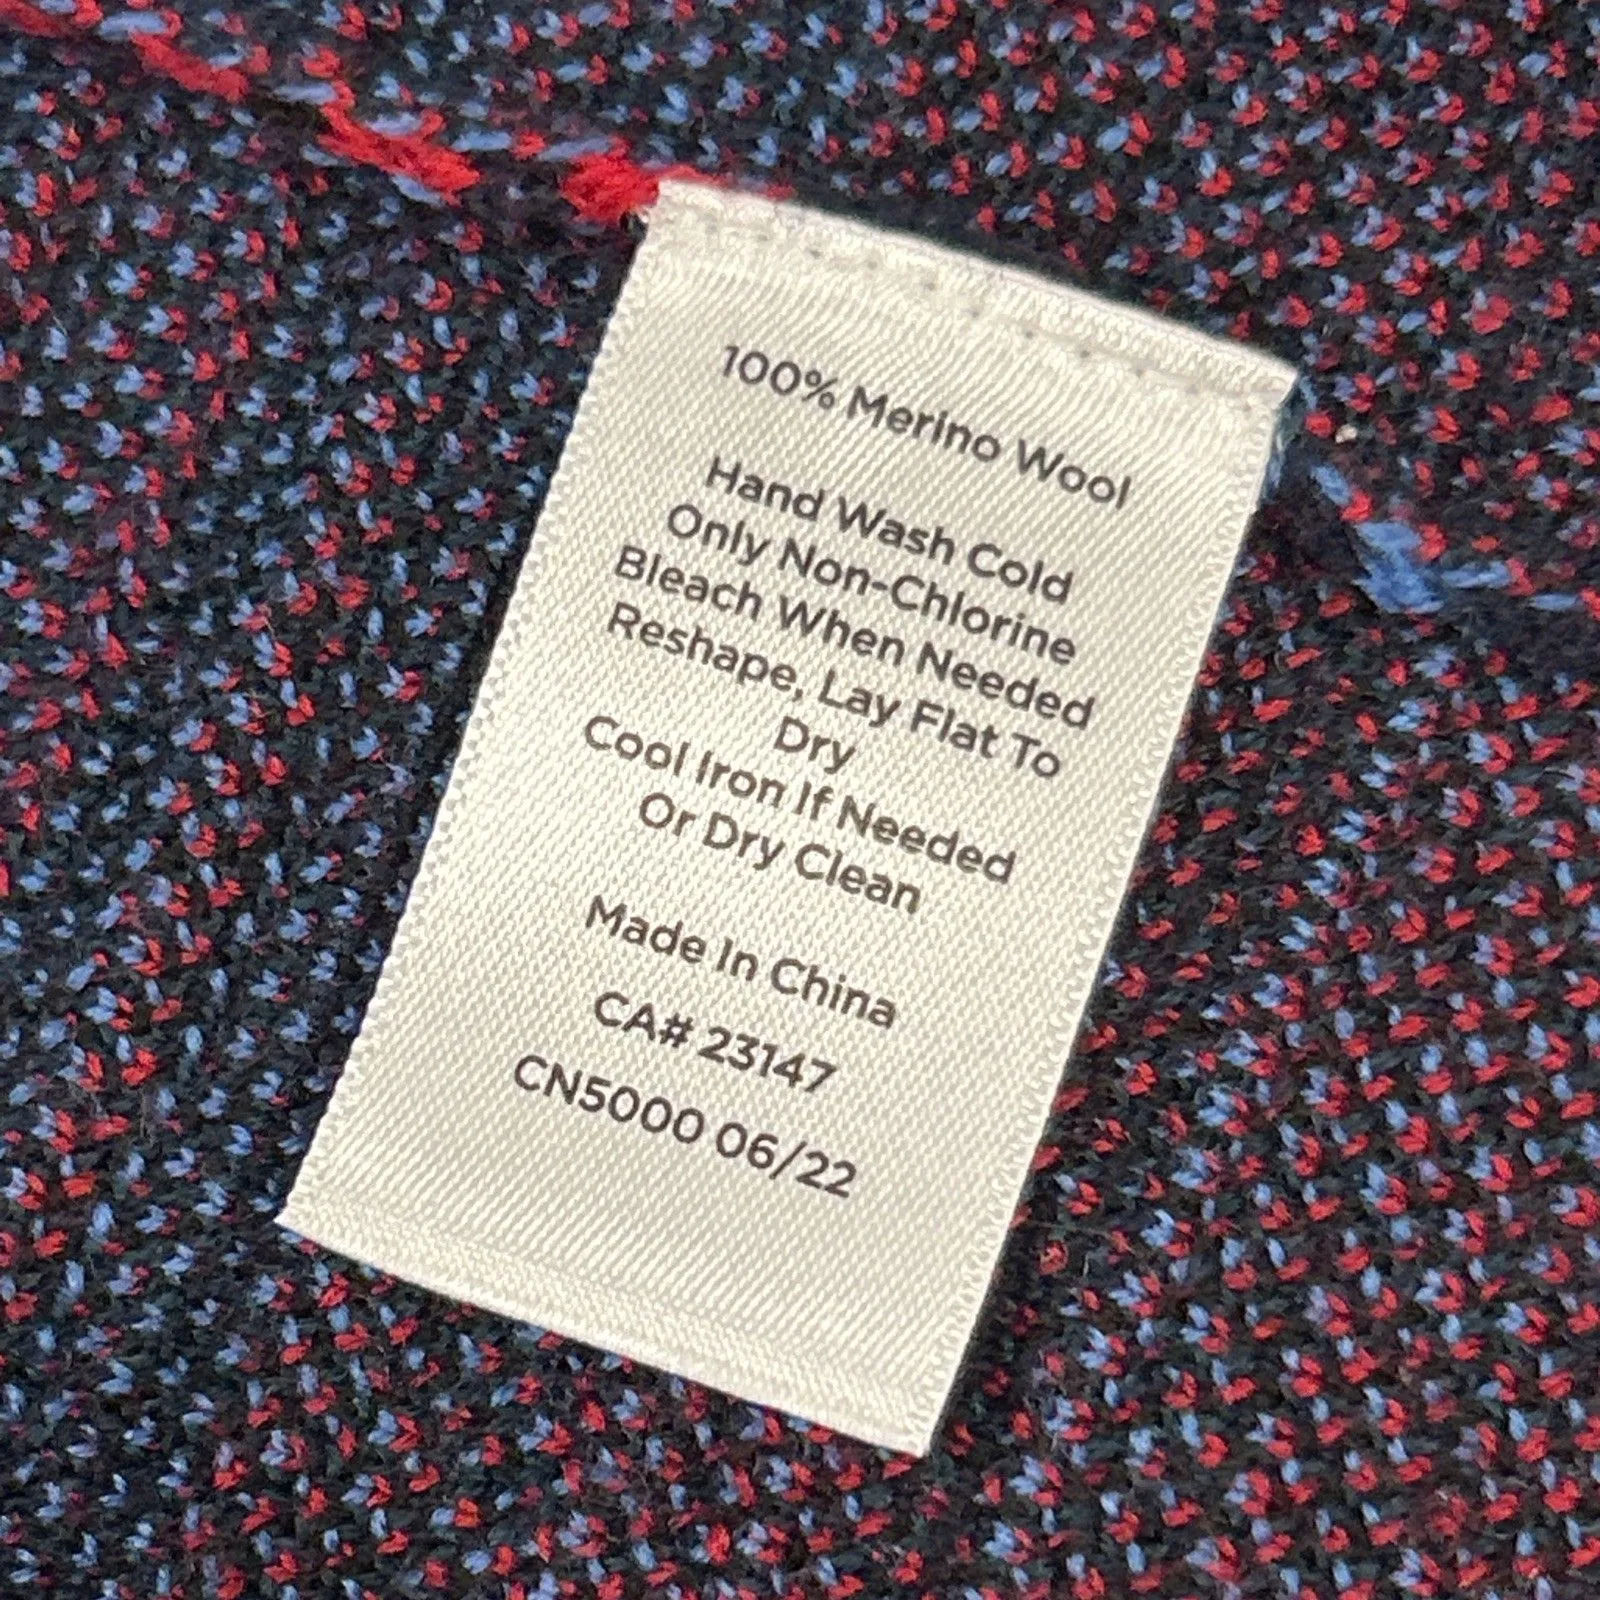 100% Merino Wool
Hand Wash Cold
Only Non-Chlorine
Bleach When Needed
Reshape, Lay Flat To
Dry
Cool Iron If Needed
Or Dry Clean
Made In China
CA# 23147
CN5000 06/22